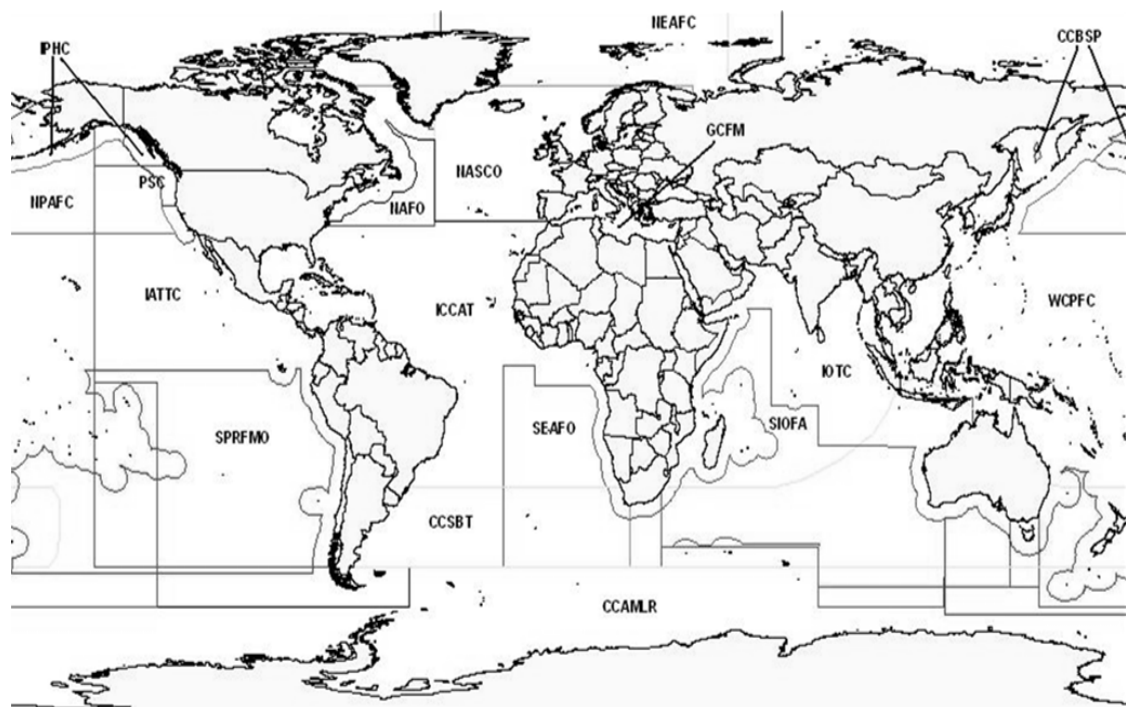 NEAFC
IPHC
CCBSP
GCFM
NASCO
PSC
NPAFC
NAFO
IATTC
ICCAT
WCPFC
IOTC
SPRFMO
SEAFO
SIOFA
CCSBT
CCAMLR